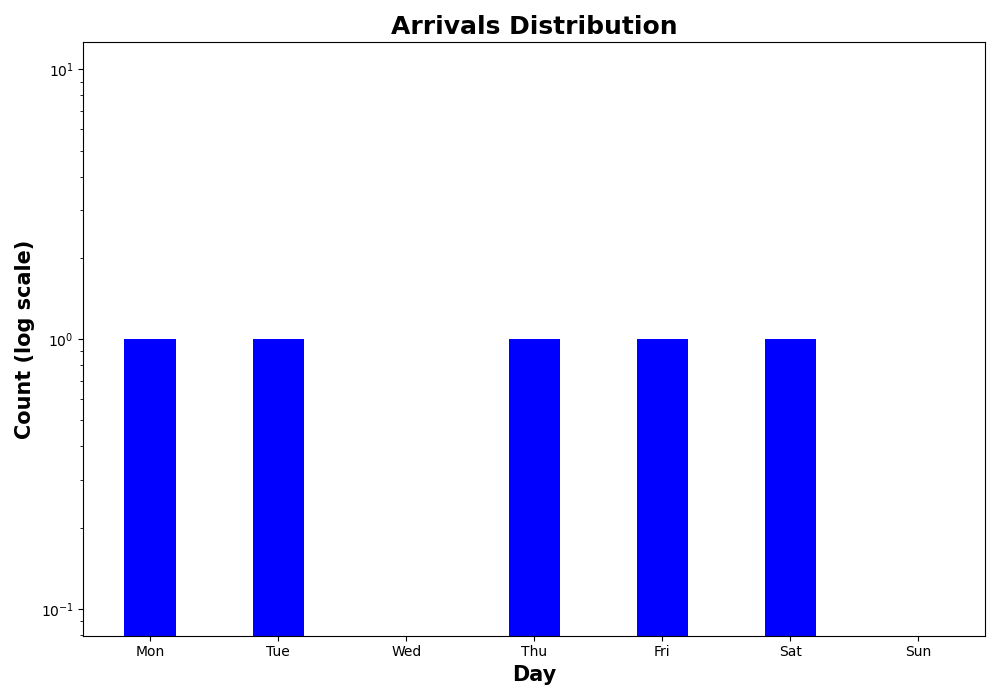 Arrivals Distribution
Count (log scale)
10¹
10⁰
10⁻¹
Mon Tue Wed Thu Fri Sat Sun
Day